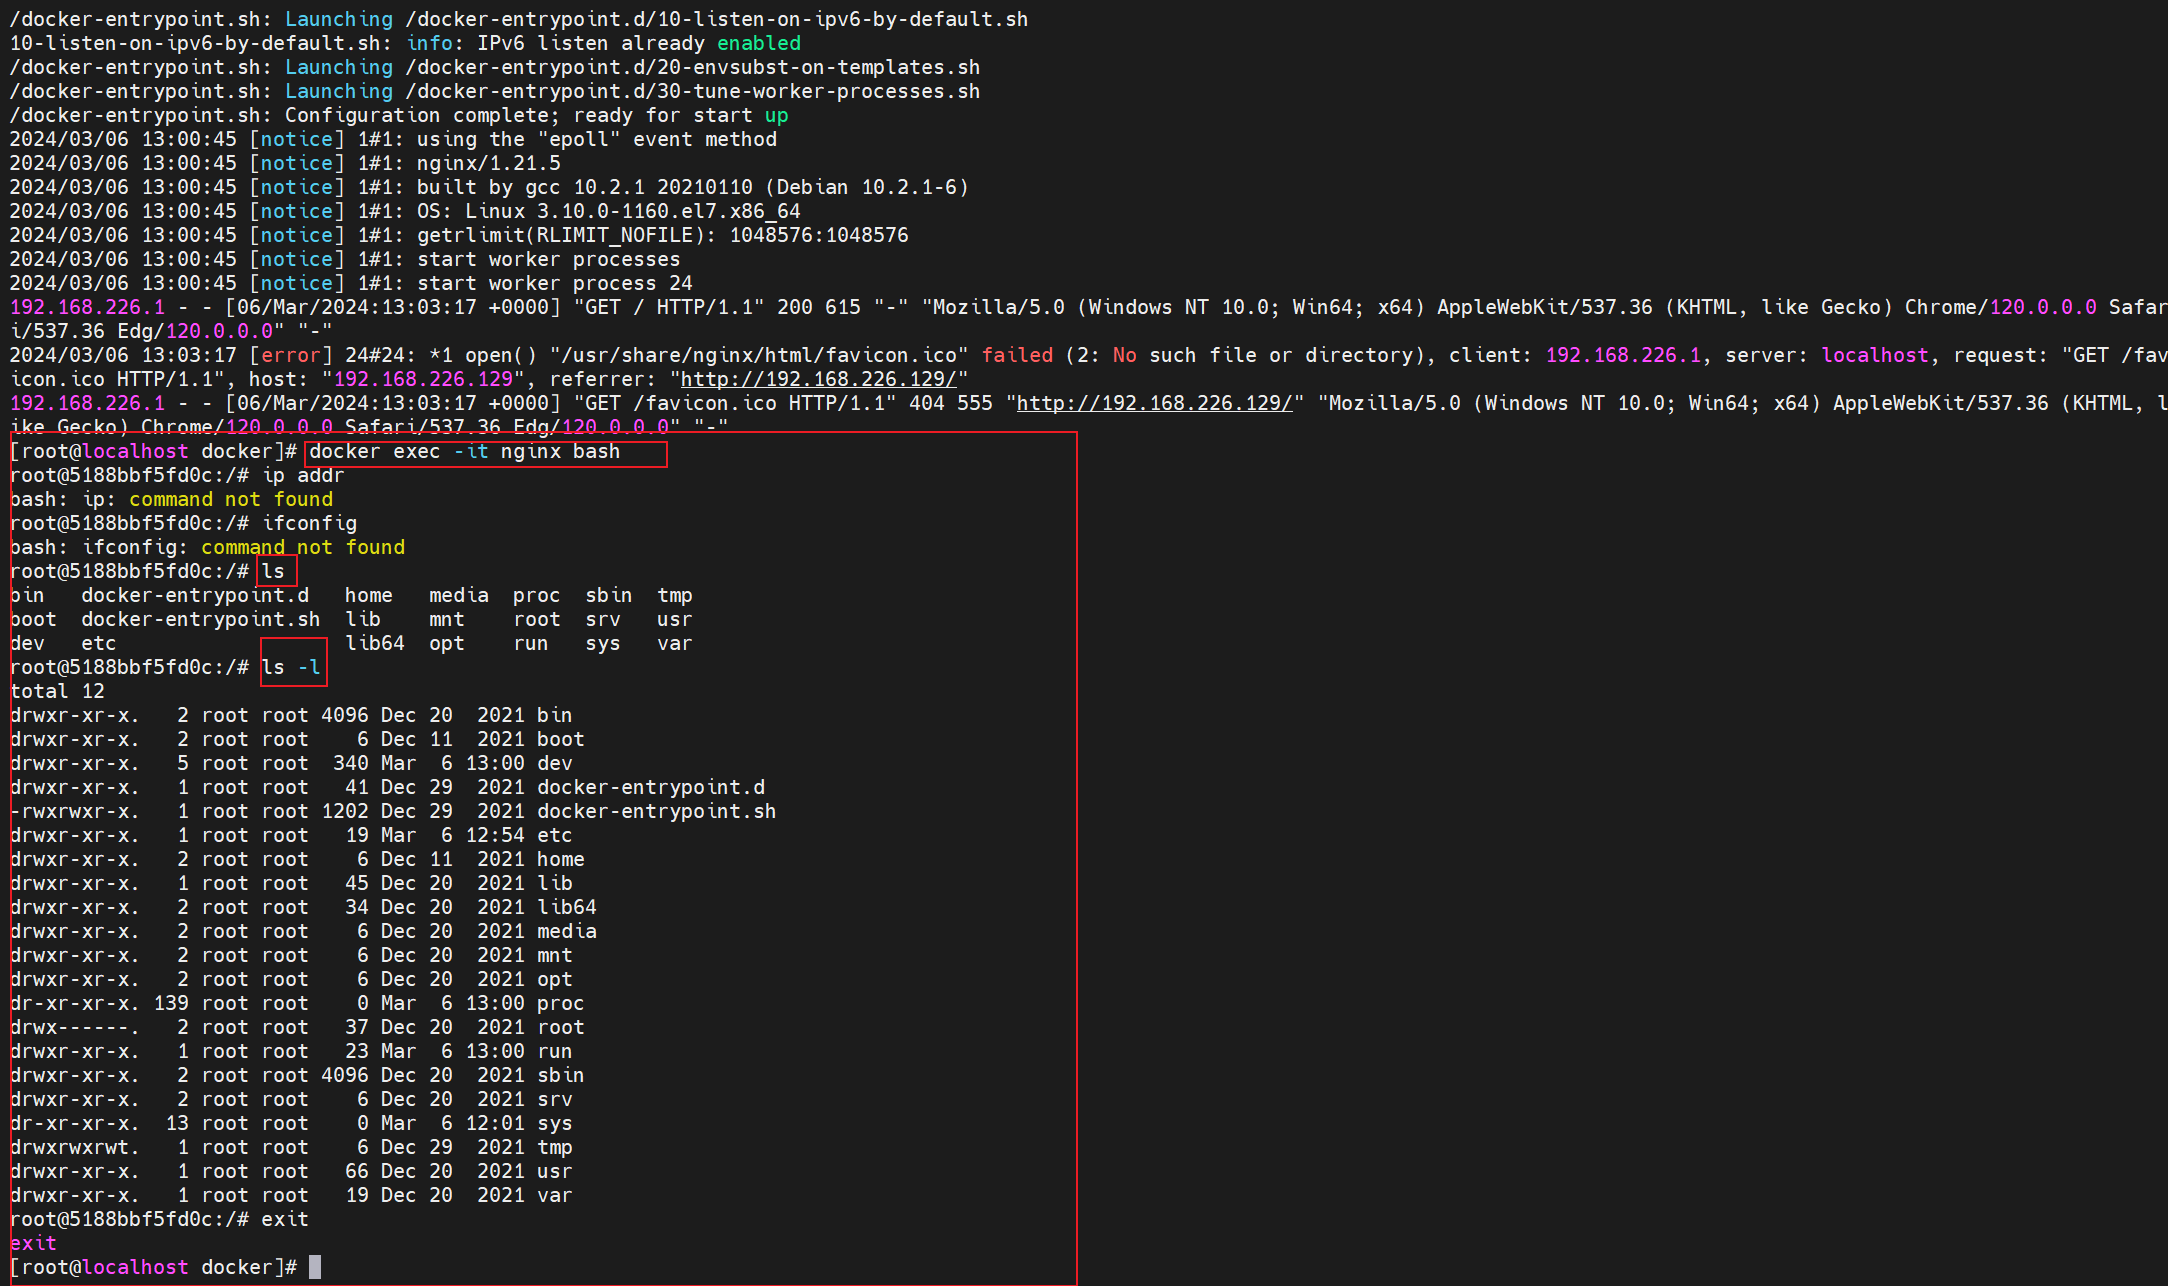 /docker-entrypoint.sh: Launching /docker-entrypoint.d/10-listen-on-ipv6-by-default.sh
10-listen-on-ipv6-by-default.sh: info: IPv6 listen already enabled
/docker-entrypoint.sh: Launching /docker-entrypoint.d/20-envsubst-on-templates.sh
/docker-entrypoint.sh: Launching /docker-entrypoint.d/30-tune-worker-processes.sh
/docker-entrypoint.sh: Configuration complete; ready for start up
2024/03/06 13:00:45 [notice] 1#1: using the "epoll" event method
2024/03/06 13:00:45 [notice] 1#1: nginx/1.21.5
2024/03/06 13:00:45 [notice] 1#1: built by gcc 10.2.1 20210110 (Debian 10.2.1-6)
2024/03/06 13:00:45 [notice] 1#1: OS: Linux 3.10.0-1160.el7.x86_64
2024/03/06 13:00:45 [notice] 1#1: getrlimit(RLIMIT_NOFILE): 1048576:1048576
2024/03/06 13:00:45 [notice] 1#1: start worker processes
2024/03/06 13:00:45 [notice] 1#1: start worker process 24
192.168.226.1 - - [06/Mar/2024:13:03:17 +0000] "GET / HTTP/1.1" 200 615 "-" "Mozilla/5.0 (Windows NT 10.0; Win64; x64) AppleWebKit/537.36 (KHTML, like Gecko) Chrome/120.0.0.0 Safar
i/537.36 Edg/120.0.0.0" "-"
2024/03/06 13:03:17 [error] 24#24: *1 open() "/usr/share/nginx/html/favicon.ico" failed (2: No such file or directory), client: 192.168.226.1, server: localhost, request: "GET /fav
icon.ico HTTP/1.1", host: "192.168.226.129", referrer: "http://192.168.226.129/"
192.168.226.1 - - [06/Mar/2024:13:03:17 +0000] "GET /favicon.ico HTTP/1.1" 404 555 "http://192.168.226.129/" "Mozilla/5.0 (Windows NT 10.0; Win64; x64) AppleWebKit/537.36 (KHTML, l
ike Gecko) Chrome/120.0.0.0 Safari/537.36 Edg/120.0.0.0" "-"
[root@localhost docker]# docker exec -it nginx bash
root@5188bbf5fd0c:/# ip addr
bash: ip: command not found
root@5188bbf5fd0c:/# ifconfig
bash: ifconfig: command not found
root@5188bbf5fd0c:/# ls
bin   docker-entrypoint.d   home   media  proc  sbin  tmp
boot  docker-entrypoint.sh  lib    mnt    root  srv   usr
dev   etc                   lib64  opt    run   sys   var
root@5188bbf5fd0c:/# ls -l
total 12
drwxr-xr-x.   2 root root 4096 Dec 20  2021 bin
drwxr-xr-x.   2 root root    6 Dec 11  2021 boot
drwxr-xr-x.   5 root root  340 Mar  6 13:00 dev
drwxr-xr-x.   1 root root   41 Dec 29  2021 docker-entrypoint.d
-rwxrwxr-x.   1 root root 1202 Dec 29  2021 docker-entrypoint.sh
drwxr-xr-x.   1 root root   19 Mar  6 12:54 etc
drwxr-xr-x.   2 root root    6 Dec 11  2021 home
drwxr-xr-x.   1 root root   45 Dec 20  2021 lib
drwxr-xr-x.   2 root root   34 Dec 20  2021 lib64
drwxr-xr-x.   2 root root    6 Dec 20  2021 media
drwxr-xr-x.   2 root root    6 Dec 20  2021 mnt
drwxr-xr-x.   2 root root    6 Dec 20  2021 opt
dr-xr-xr-x. 139 root root    0 Mar  6 13:00 proc
drwx------.   2 root root   37 Dec 20  2021 root
drwxr-xr-x.   1 root root   23 Mar  6 13:00 run
drwxr-xr-x.   2 root root 4096 Dec 20  2021 sbin
drwxr-xr-x.   2 root root    6 Dec 20  2021 srv
dr-xr-xr-x.  13 root root    0 Mar  6 12:01 sys
drwxrwxrwt.   1 root root    6 Dec 29  2021 tmp
drwxr-xr-x.   1 root root   66 Dec 20  2021 usr
drwxr-xr-x.   1 root root   19 Dec 20  2021 var
root@5188bbf5fd0c:/# exit
exit
[root@localhost docker]#